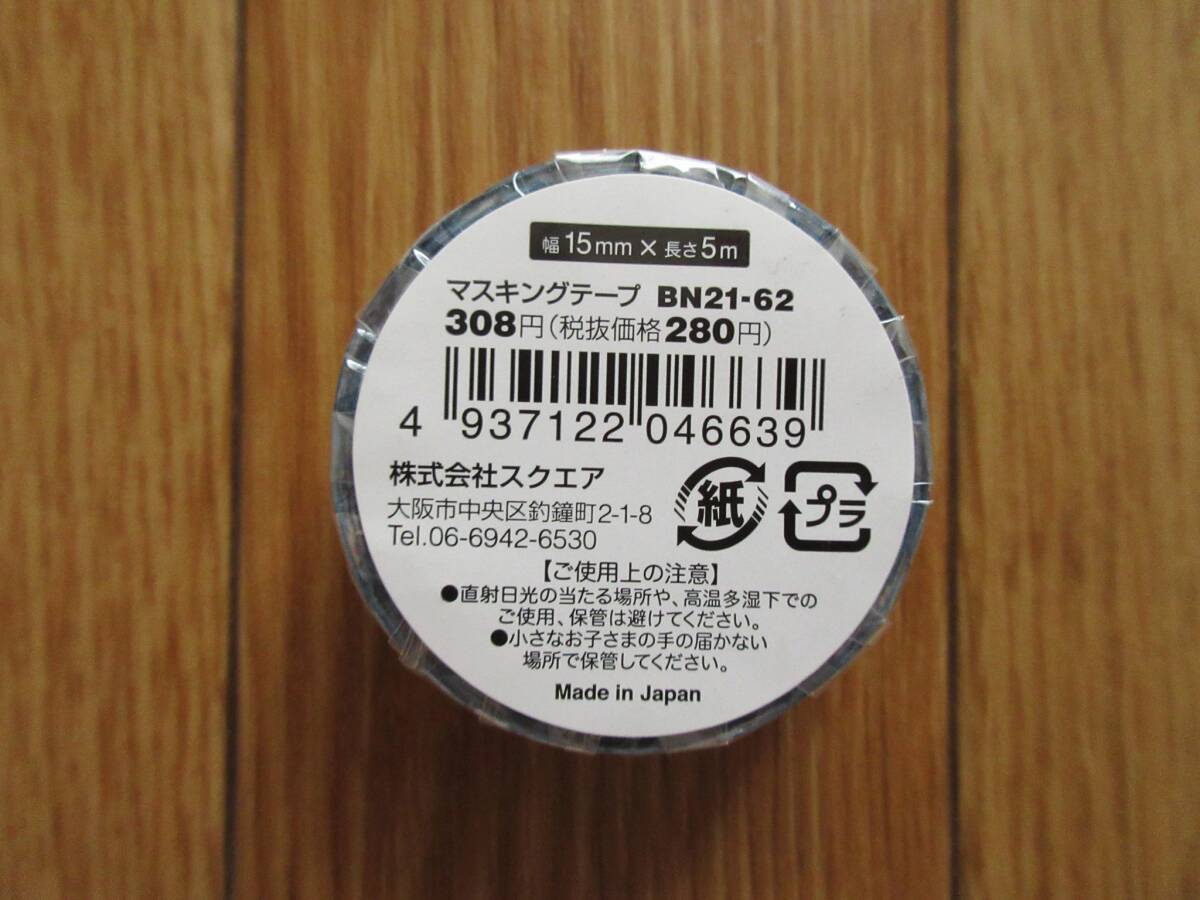 幅15mm×長さ5m
マスキングテープ BN21-62
308円(税抜価格280円)
4 937122 046639
株式会社スクエア
大阪市中央区釣鐘町2-1-8
Tel.06-6942-6530
紙 プラ
【ご使用上の注意】
●直射日光の当たる場所や、高温多湿下での
ご使用、保管は避けてください。
●小さなお子さまの手の届かない
場所で保管してください。
Made in Japan